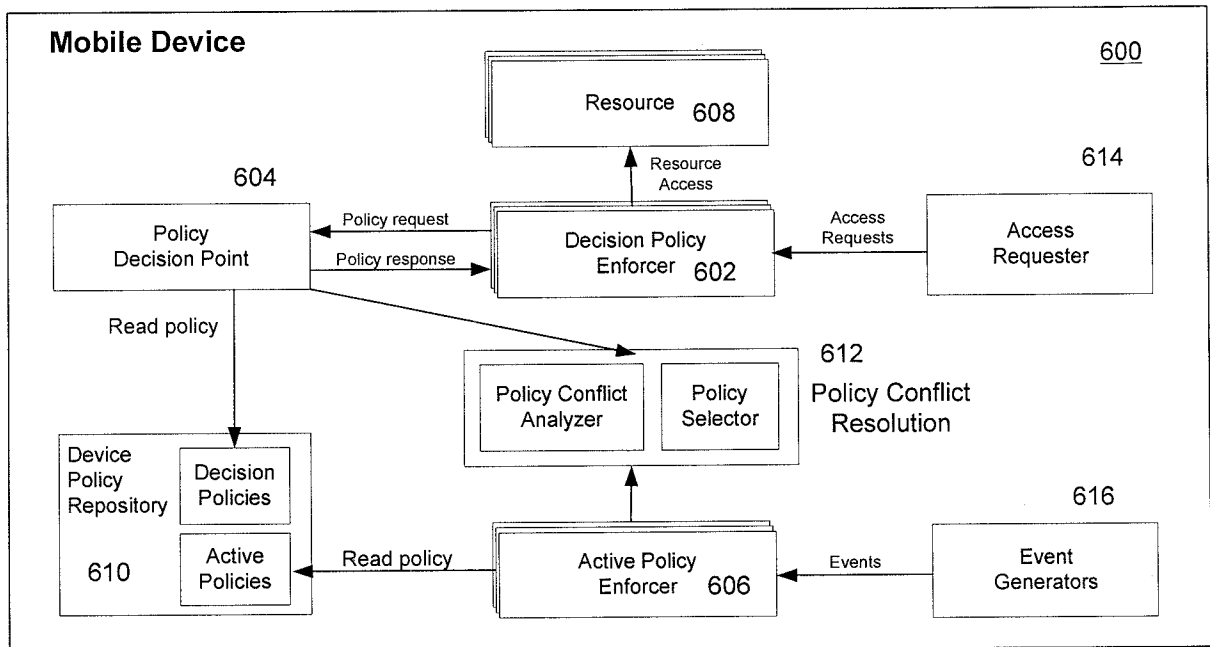 Mobile Device
600
Resource
608
Resource
Access
604
614
Policy
Decision Point
Policy request
Policy response
Decision Policy
Enforcer
602
Access
Requests
Access
Requester
Read policy
612
Policy Conflict
Analyzer
Policy
Selector
Policy Conflict
Resolution
Device
Policy
Repository
Decision
Policies
610
Active
Policies
Read policy
Active Policy
Enforcer
606
Events
616
Event
Generators